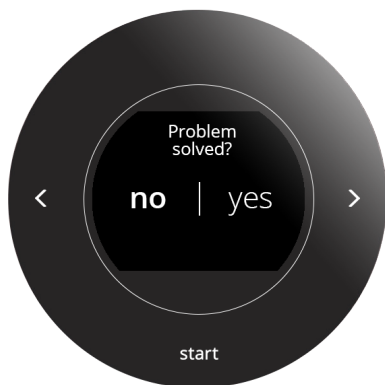 Problem
solved?
no | yes
start